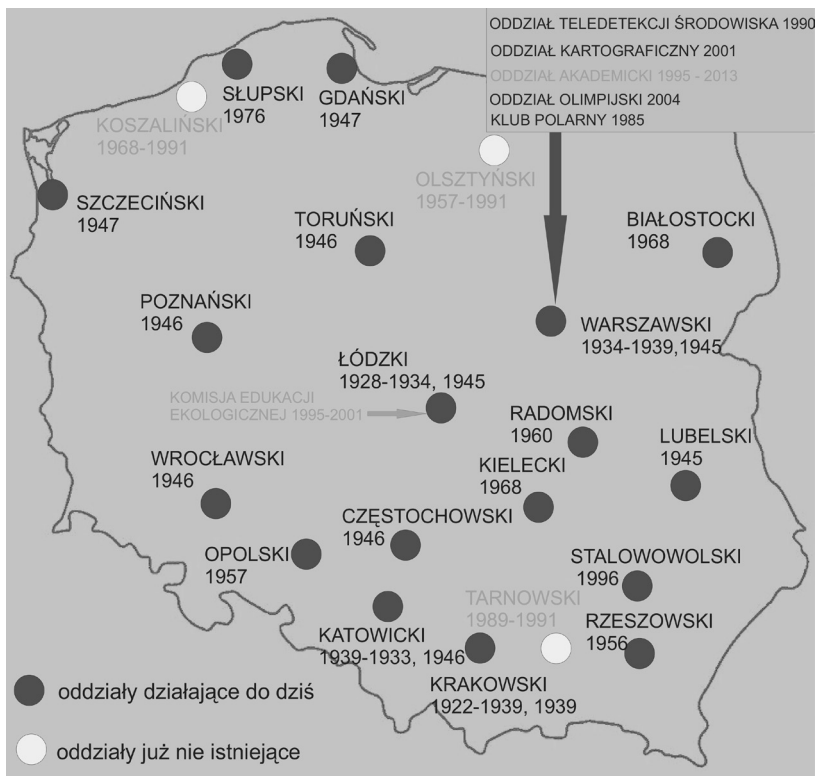 ODDZIAŁ TELEDETEKCJI ŚRODOWISKA 1990
ODDZIAŁ KARTOGRAFICZNY 2001
ODDZIAŁ AKADEMICKI 1995 - 2013
ODDZIAŁ OLIMPIJSKI 2004
KLUB POLARNY 1985
SŁUPSKI
1976
GDAŃSKI
1947
KOSZALIŃSKI
1968-1991
OLSZTYŃSKI
1957-1991
SZCZECIŃSKI
1947
TORUŃSKI
1946
BIAŁOSTOCKI
1968
POZNAŃSKI
1946
WARSZAWSKI
1934-1939,1945
ŁÓDZKI
1928-1934, 1945
KOMISJA EDUKACJI
EKOLOGICZNEJ 1995-2001
RADOMSKI
1960
LUBELSKI
1945
WROCŁAWSKI
1946
KIELECKI
1968
CZĘSTOCHOWSKI
1946
OPOLSKI
1957
STALOWOWOLSKI
1996
TARNOWSKI
1989-1991
RZESZOWSKI
1956
KATOWICKI
1939-1933, 1946
KRAKOWSKI
1922-1939, 1939
oddziały działające do dziś
oddziały już nie istniejące